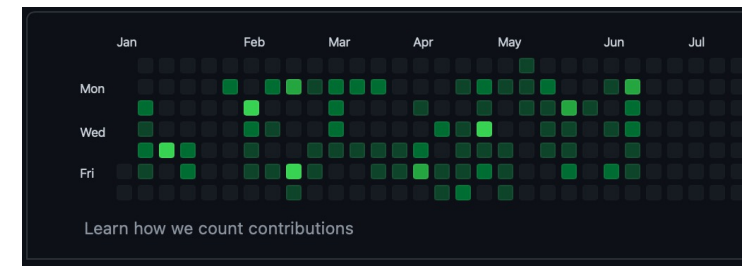 Jan Feb Mar Apr May Jun Jul
Mon
Wed
Fri
Learn how we count contributions